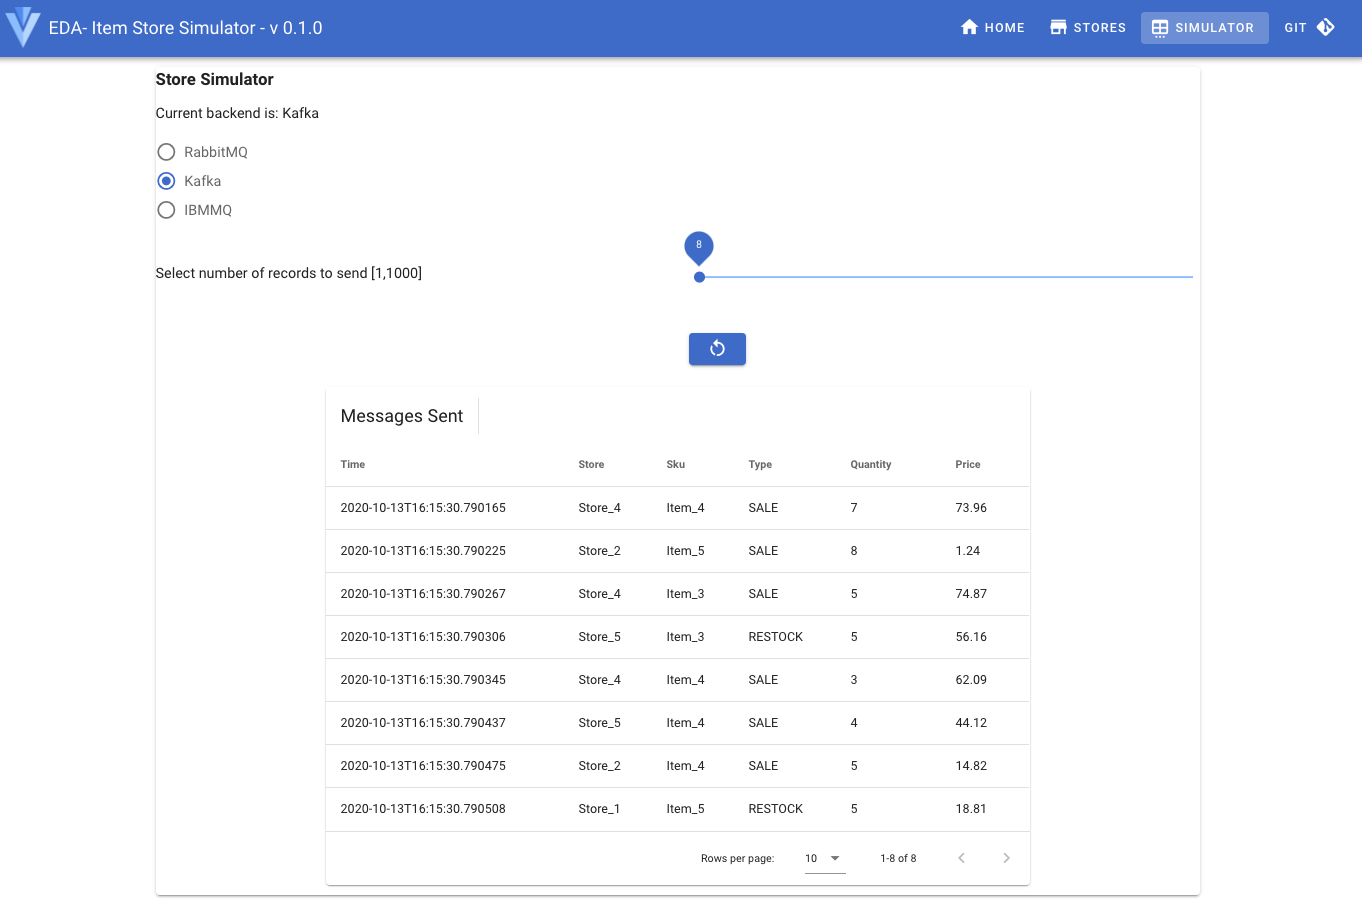 EDA- Item Store Simulator - v 0.1.0
HOME
STORES
SIMULATOR
GIT
Store Simulator
Current backend is: Kafka
RabbitMQ
Kafka
IBMMQ
8
Select number of records to send [1,1000]
Messages Sent
Time Store Sku Type Quantity Price
2020-10-13T16:15:30.790165 Store_4 Item_4 SALE 7 73.96
2020-10-13T16:15:30.790225 Store_2 Item_5 SALE 8 1.24
2020-10-13T16:15:30.790267 Store_4 Item_3 SALE 5 74.87
2020-10-13T16:15:30.790306 Store_5 Item_3 RESTOCK 5 56.16
2020-10-13T16:15:30.790345 Store_4 Item_4 SALE 3 62.09
2020-10-13T16:15:30.790437 Store_5 Item_4 SALE 4 44.12
2020-10-13T16:15:30.790475 Store_2 Item_4 SALE 5 14.82
2020-10-13T16:15:30.790508 Store_1 Item_5 RESTOCK 5 18.81
Rows per page: 10 1-8 of 8